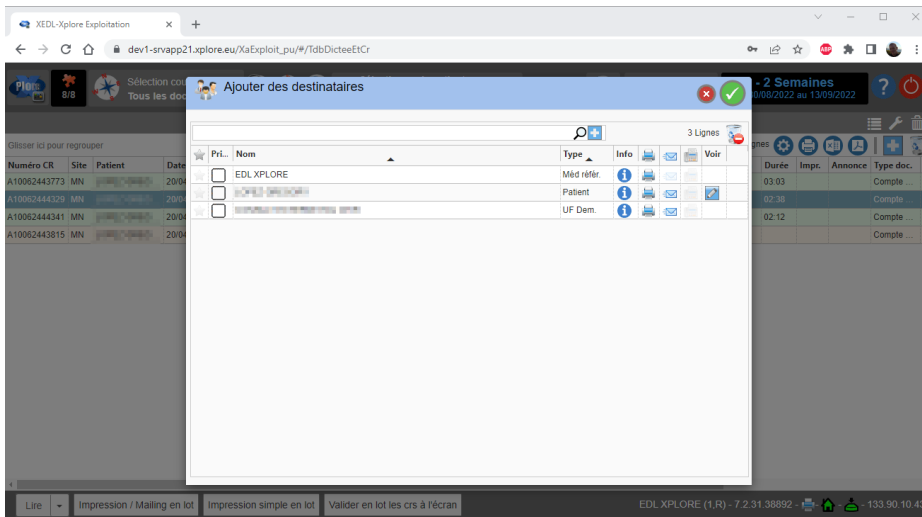 XEDL-Xplore Exploitation
dev1-srvapp21.xplore.eu/XaExploit_pu/#/TdbDicteeEtCr
ABP
Plore
8/8
Sélection
Tous les doc
- 2 Semaines
/08/2022 au 13/09/2022
Ajouter des destinataires
3 Lignes
Glisser ici pour regrouper
Numéro CR Site Patient Date
Pri... Nom Type Info Voir
Durée Impr. Annonce Type doc.
A10062443773 MN 20/04
EDL XPLORE Méd référ.
03:03 Compte ...
A10062444329 MN 20/04
Patient
02:38 Compte ...
A10062444341 MN 20/04
UF Dem.
02:12 Compte ...
A10062443815 MN 20/04
Compte ...
Lire Impression / Mailing en lot Impression simple en lot Valider en lot les crs à l'écran
EDL XPLORE (1,R) - 7.2.31.38892 - - - - 133.90.10.4